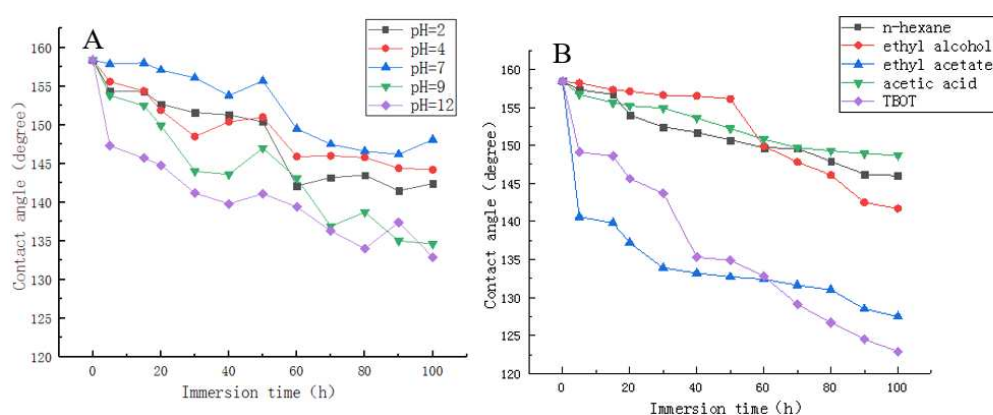 A
pH=2
pH=4
pH=7
pH=9
pH=12
Contact angle (degree)
160
155
150
145
140
135
130
125
120
0
20
40
60
80
100
Immersion time (h)
B
n-hexane
ethyl alcohol
ethyl acetate
acetic acid
TBOT
Contact angle (degree)
160
155
150
145
140
135
130
125
120
0
20
40
60
80
100
Immersion time (h)